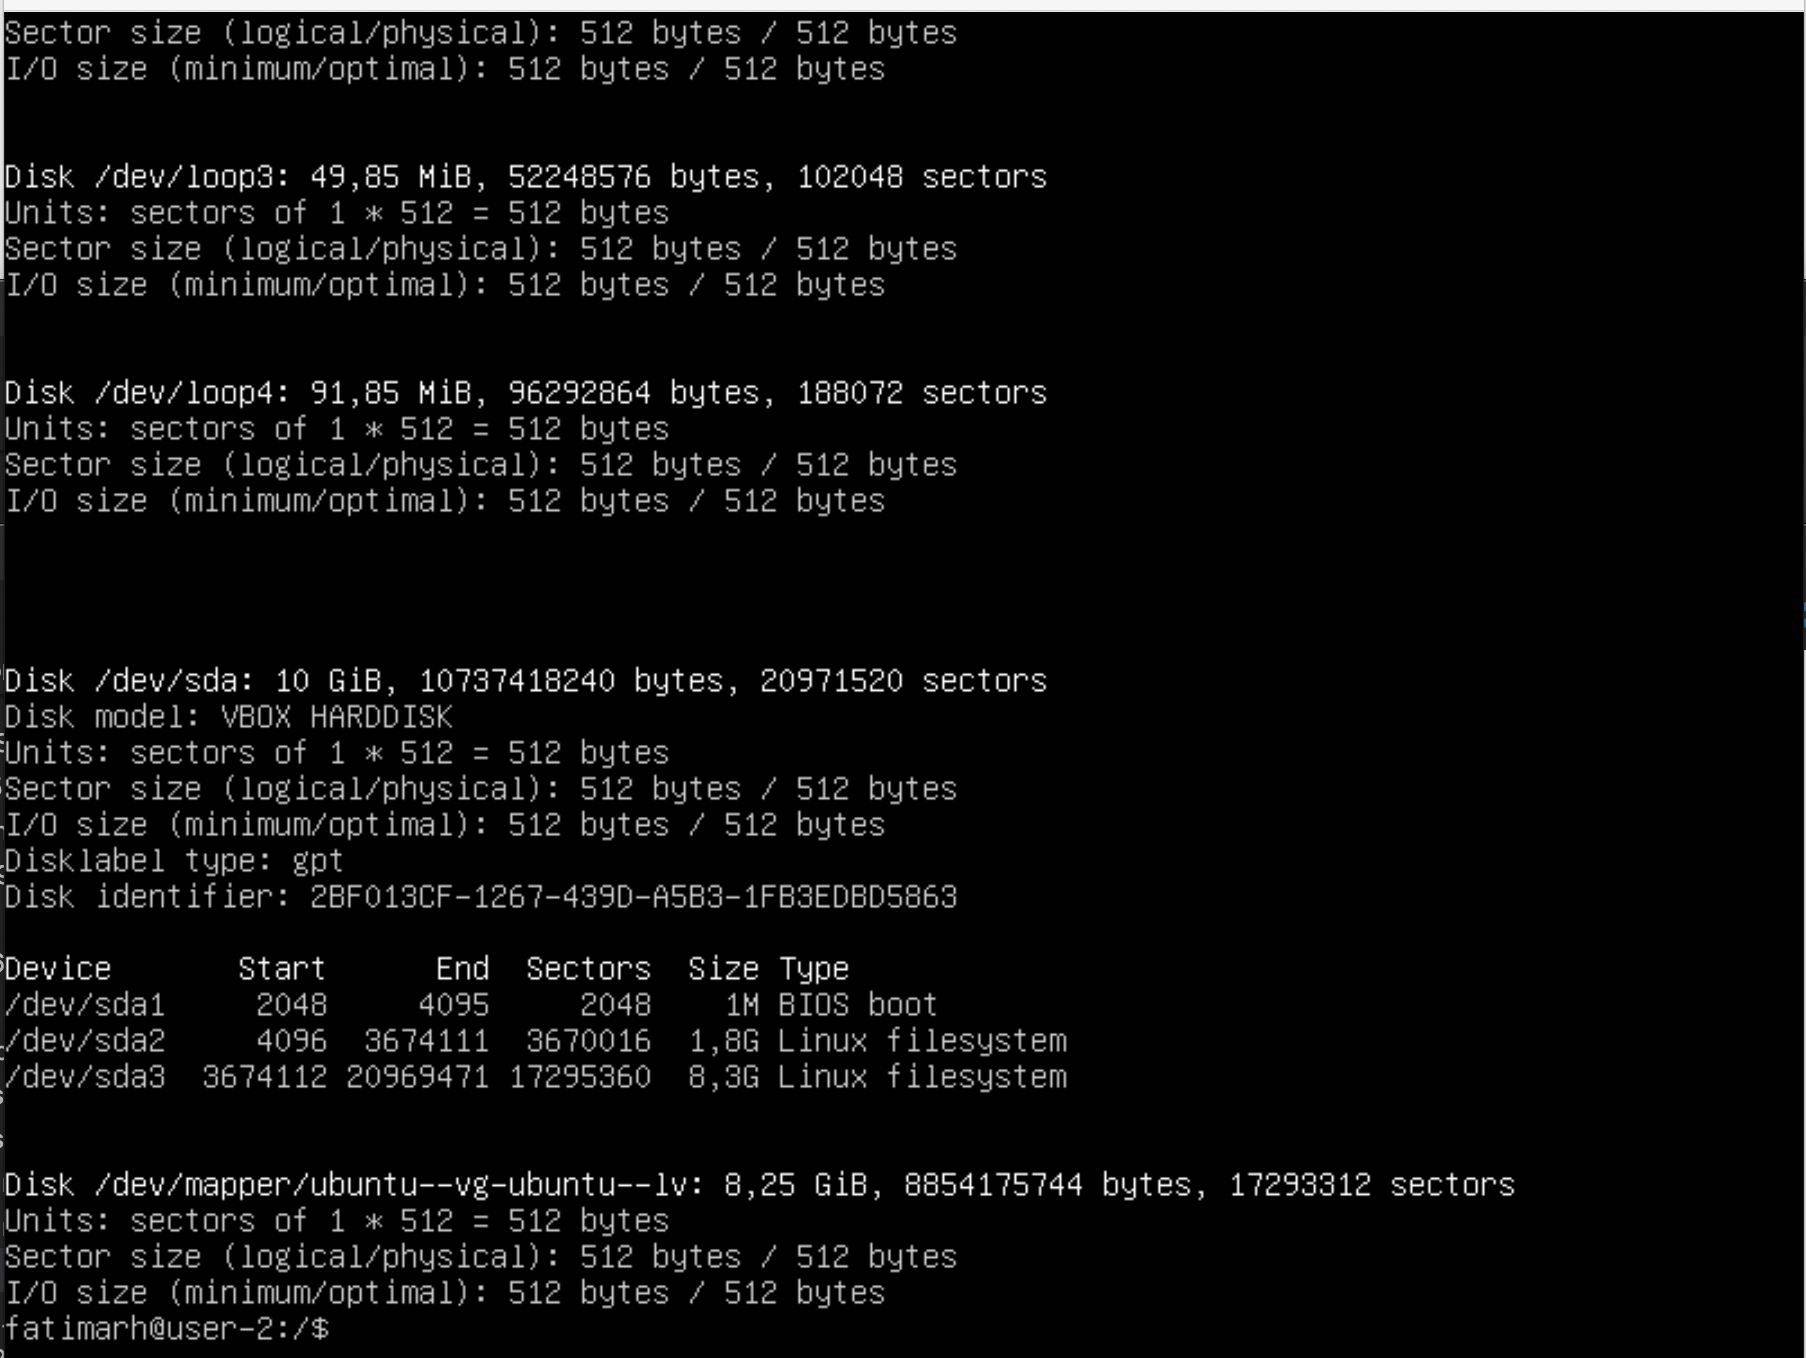 Sector size (logical/physical): 512 bytes / 512 bytes
I/O size (minimum/optimal): 512 bytes / 512 bytes
Disk /dev/loop3: 49,85 MiB, 52248576 bytes, 102048 sectors
Units: sectors of 1 * 512 = 512 bytes
Sector size (logical/physical): 512 bytes / 512 bytes
I/O size (minimum/optimal): 512 bytes / 512 bytes
Disk /dev/loop4: 91,85 MiB, 96292864 bytes, 188072 sectors
Units: sectors of 1 * 512 = 512 bytes
Sector size (logical/physical): 512 bytes / 512 bytes
I/O size (minimum/optimal): 512 bytes / 512 bytes
Disk /dev/sda: 10 GiB, 10737418240 bytes, 20971520 sectors
Disk model: VBOX HARDDISK
Units: sectors of 1 * 512 = 512 bytes
Sector size (logical/physical): 512 bytes / 512 bytes
I/O size (minimum/optimal): 512 bytes / 512 bytes
Disklabel type: gpt
Disk identifier: 2BF013CF-1267-439D-A5B3-1FB3EDBD5863
Device Start End Sectors Size Type
/dev/sda1 2048 4095 2048 1M BIOS boot
/dev/sda2 4096 3674111 3670016 1,8G Linux filesystem
/dev/sda3 3674112 20969471 17295360 8,3G Linux filesystem
Disk /dev/mapper/ubuntu--vg-ubuntu--lv: 8,25 GiB, 8854175744 bytes, 17293312 sectors
Units: sectors of 1 * 512 = 512 bytes
Sector size (logical/physical): 512 bytes / 512 bytes
I/O size (minimum/optimal): 512 bytes / 512 bytes
fatimarh@user-2:/$